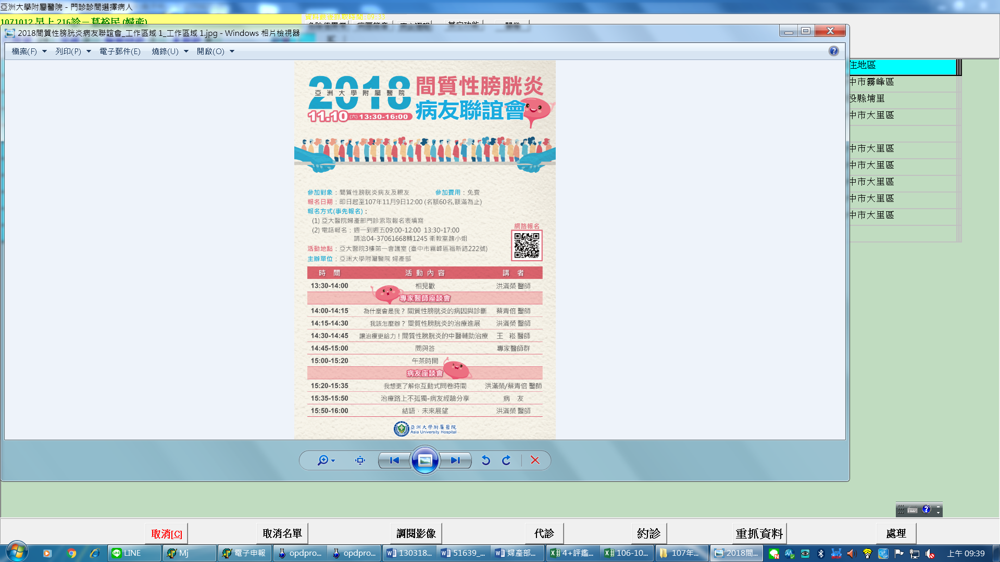 亞洲大學附屬醫院 - 門診診間選擇病人
1071012 早上 216診－葛裕民 (婦產)
2018間質性膀胱炎病友聯誼會_工作區域 1_工作區域 1.jpg - Windows 相片檢視器
檔案(F) 列印(P) 電子郵件(E) 燒錄(U) 開啟(O)
住地區
中市霧峰區
投縣埔里
中市大里區
中市大里區
中市大里區
中市大里區
中市大里區
中市大里區
2018
亞洲大學附屬醫院
間質性膀胱炎
病友聯誼會
11.10 (六) 13:30-16:00
參加對象：間質性膀胱炎病友及親友 參加費用：免費
報名日期：即日起至107年11月9日12:00 (名額60名,額滿為止)
報名方式(事先報名)：
(1) 亞大醫院婦產部門診索取報名表填寫
(2) 電話報名：週一到週五09:00-12:00 13:30-17:00
請洽04-37061668轉1245 衛教室魏小姐
網路報名
活動地點：亞大醫院3樓第一會議室 (臺中市霧峰區福新路222號)
主辦單位：亞洲大學附屬醫院 婦產部
時 間 活 動 內 容 講 者
13:30-14:00 相見歡 洪滿榮 醫師
專家醫師座談會
14:00-14:15 為什麼會是我？間質性膀胱炎的病因與診斷 蔡青倍 醫師
14:15-14:30 我該怎麼辦？間質性膀胱炎的治療進展 洪滿榮 醫師
14:30-14:45 讓治療更給力！間質性膀胱炎的中醫輔助治療 王 崧 醫師
14:45-15:00 問與答 專家醫師群
15:00-15:20 午茶時間
病友座談會
15:20-15:35 我想更了解你互動式問卷時間 洪滿榮/蔡青倍 醫師
15:35-15:50 治療路上不孤獨-病友經驗分享 病 友
15:50-16:00 結語，未來展望 洪滿榮 醫師
亞洲大學附屬醫院
Asia University Hospital
取消[C] 取消名單 調閱影像 代診 約診 重抓資料 處理
LINE Mj 電子申報 opdpro... opdpro... 130318... 51639_... 婦產部... 4+評鑑... 106-10... 107年... 2018間... 上午 09:39